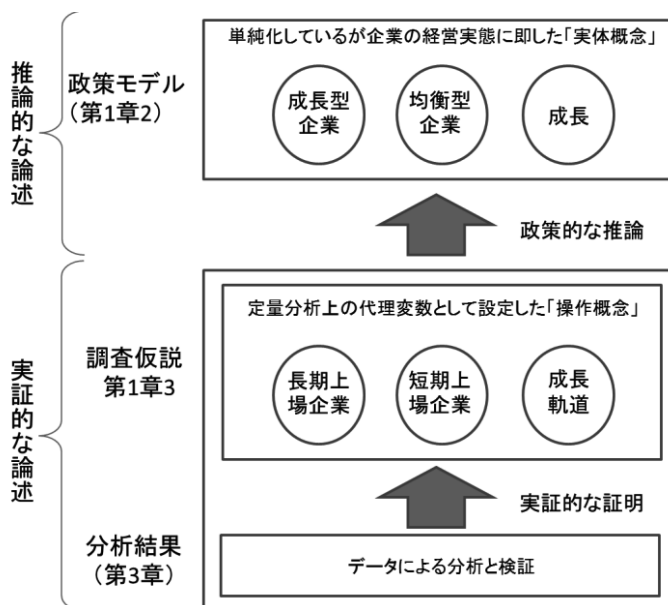 単純化しているが企業の経営実態に即した「実体概念」
推論的な論述
政策モデル
（第1章2）
成長型
企業
均衡型
企業
成長
政策的な推論
定量分析上の代理変数として設定した「操作概念」
実証的な論述
調査仮説
第1章3
長期上
場企業
短期上
場企業
成長
軌道
実証的な証明
分析結果
（第3章）
データによる分析と検証